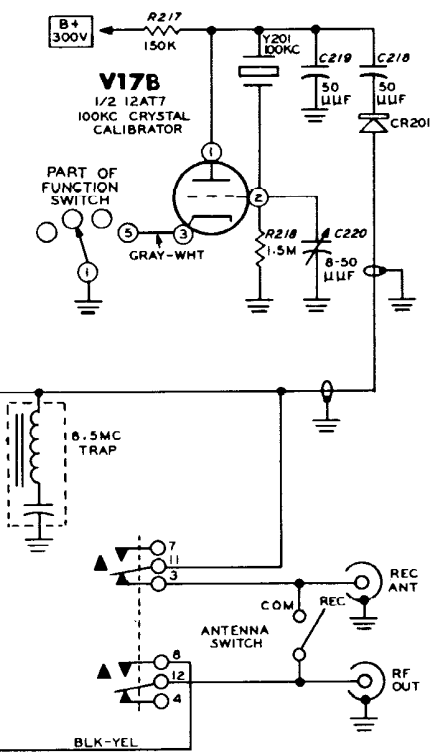 B+
300V
R217
150K
Y201
100KC
C219
50
µµF
C218
50
µµF
CR201
V17B
1/2 12AT7
100KC CRYSTAL
CALIBRATOR
1
2
3
5
GRAY-WHT
PART OF
FUNCTION
SWITCH
1
R218
1.5M
C220
8-50
µµF
8.5MC
TRAP
7
11
3
REC
ANT
COM
REC
ANTENNA
SWITCH
8
12
4
RF
OUT
BLK-YEL